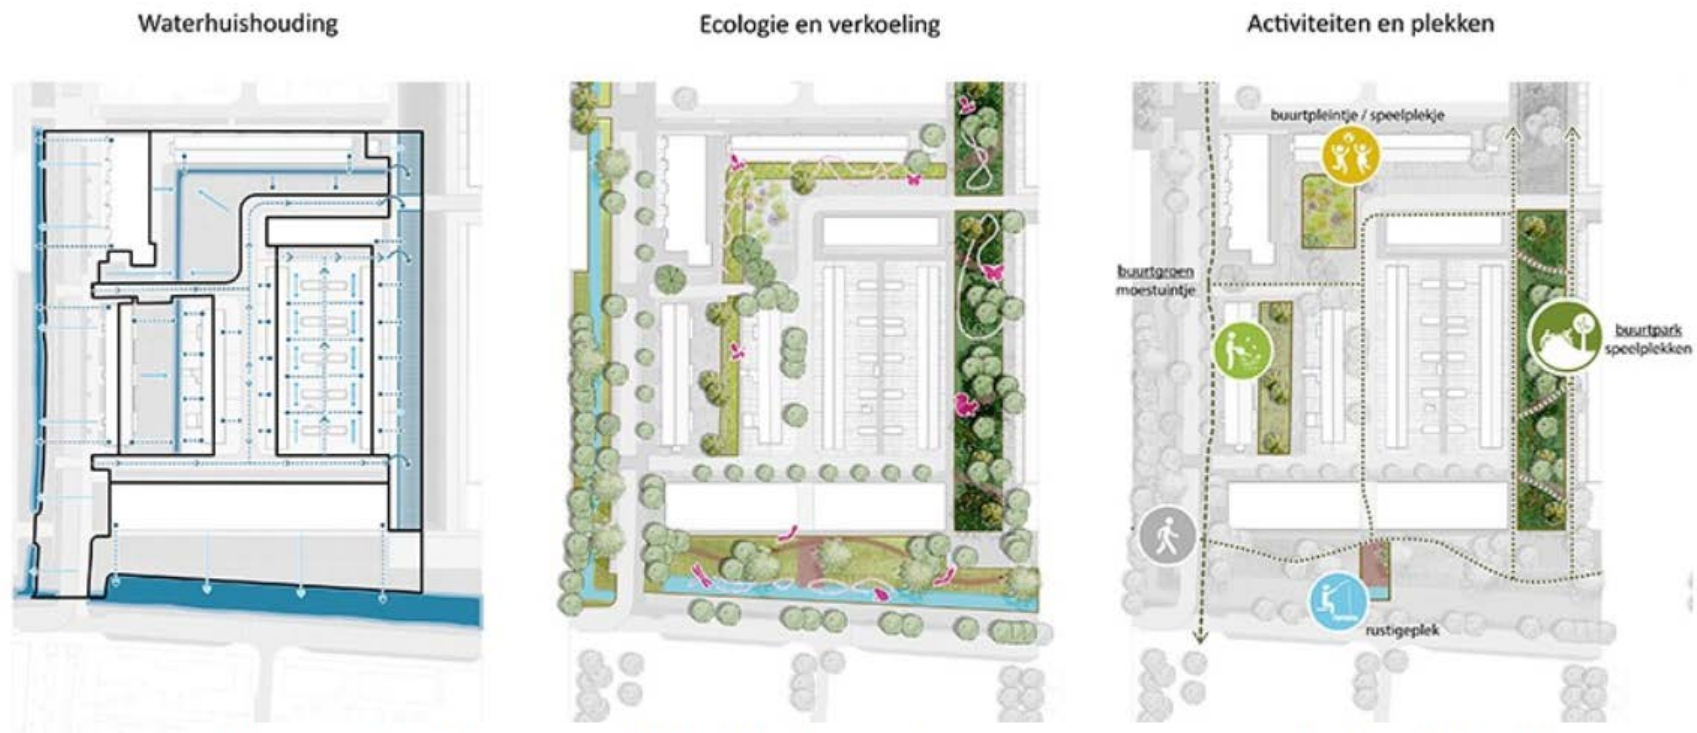 Waterhuishouding
Ecologie en verkoeling
Activiteiten en plekken
buurtpleintje / speelplekje
buurtgroen
moestuintje
buurtpark
speelplekken
rustigeplek